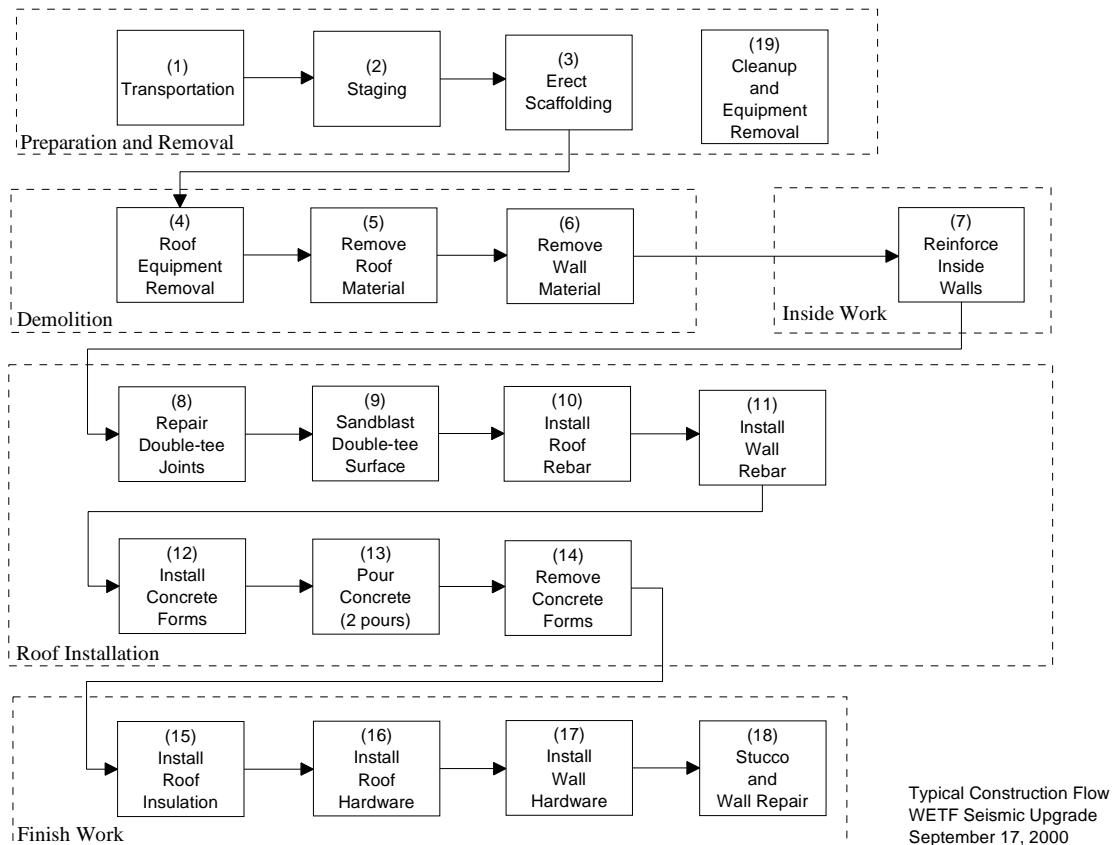 (1)
Transportation
(2)
Staging
(3)
Erect
Scaffolding
(19)
Cleanup
and
Equipment
Removal
Preparation and Removal
(4)
Roof
Equipment
Removal
(5)
Remove
Roof
Material
(6)
Remove
Wall
Material
Demolition
(7)
Reinforce
Inside
Walls
Inside Work
(8)
Repair
Double-tee
Joints
(9)
Sandblast
Double-tee
Surface
(10)
Install
Roof
Rebar
(11)
Install
Wall
Rebar
(12)
Install
Concrete
Forms
(13)
Pour
Concrete
(2 pours)
(14)
Remove
Concrete
Forms
Roof Installation
(15)
Install
Roof
Insulation
(16)
Install
Roof
Hardware
(17)
Install
Wall
Hardware
(18)
Stucco
and
Wall Repair
Finish Work
Typical Construction Flow
WETF Seismic Upgrade
September 17, 2000